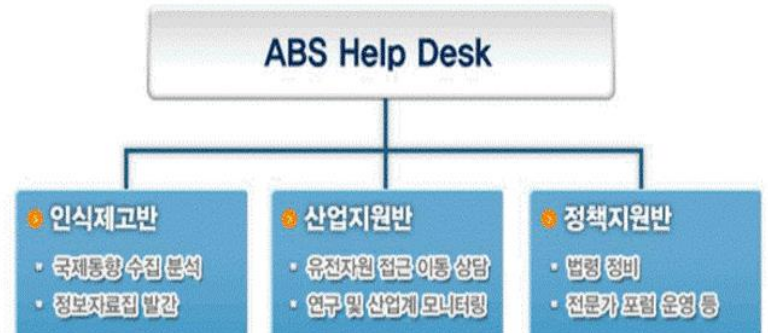 ABS Help Desk
인식제고반
· 국제동향 수집 분석
· 정보자료집 발간
산업지원반
· 유전자원 접근 이동 상담
· 연구 및 산업계 모니터링
정책지원반
· 법령 정비
· 전문가 포럼 운영 등